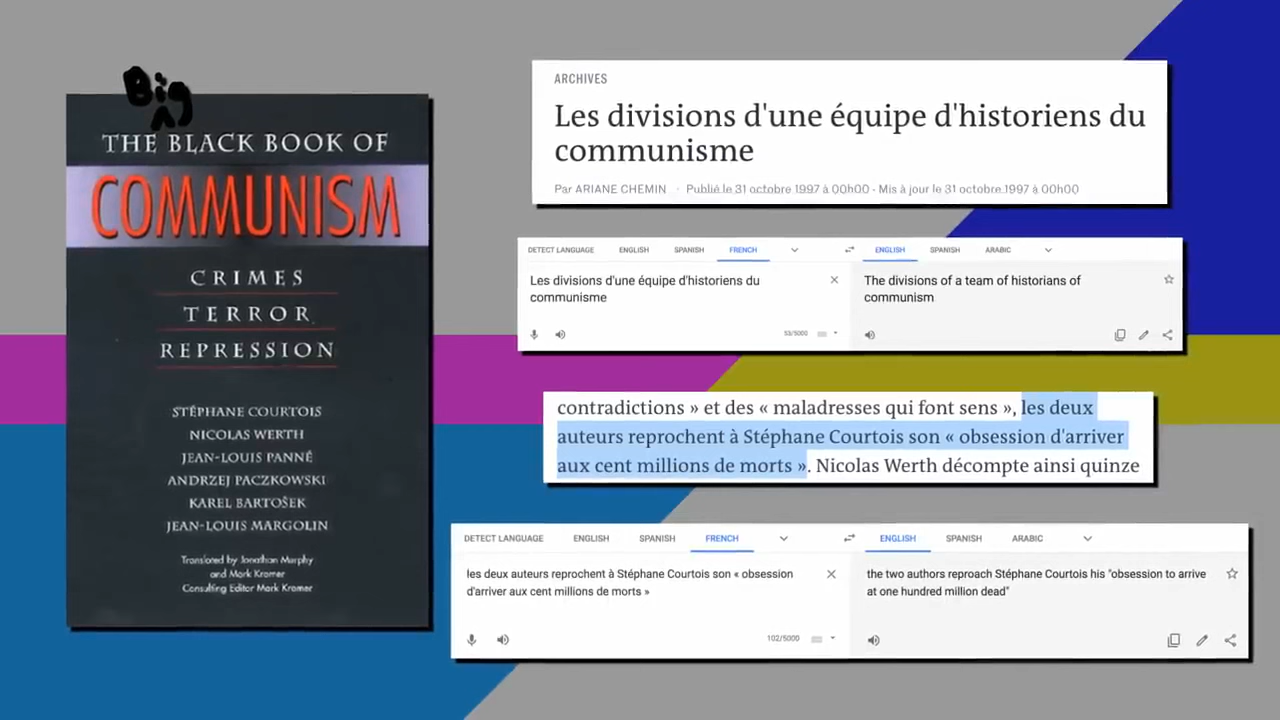 Big
THE BLACK BOOK OF
COMMUNISM
CRIMES
TERROR
REPRESSION
STÉPHANE COURTOIS
NICOLAS WERTH
JEAN-LOUIS PANNÉ
ANDRZEJ PACZKOWSKI
KAREL BARTOŠEK
JEAN-LOUIS MARGOLIN
Translated by Jonathan Murphy
and Mark Kramer
Consulting Editor Mark Kramer
ARCHIVES
Les divisions d'une équipe d'historiens du
communisme
Par ARIANE CHEMIN · Publié le 31 octobre 1997 à 00h00 - Mis à jour le 31 octobre 1997 à 00h00
DETECT LANGUAGE ENGLISH SPANISH FRENCH ENGLISH SPANISH ARABIC
Les divisions d'une équipe d'historiens du
communisme
53/5000
The divisions of a team of historians of
communism
contradictions » et des « maladresses qui font sens », les deux
auteurs reprochent à Stéphane Courtois son « obsession d'arriver
aux cent millions de morts ». Nicolas Werth décompte ainsi quinze
DETECT LANGUAGE ENGLISH SPANISH FRENCH ENGLISH SPANISH ARABIC
les deux auteurs reprochent à Stéphane Courtois son « obsession
d'arriver aux cent millions de morts »
102/5000
the two authors reproach Stéphane Courtois his "obsession to arrive
at one hundred million dead"